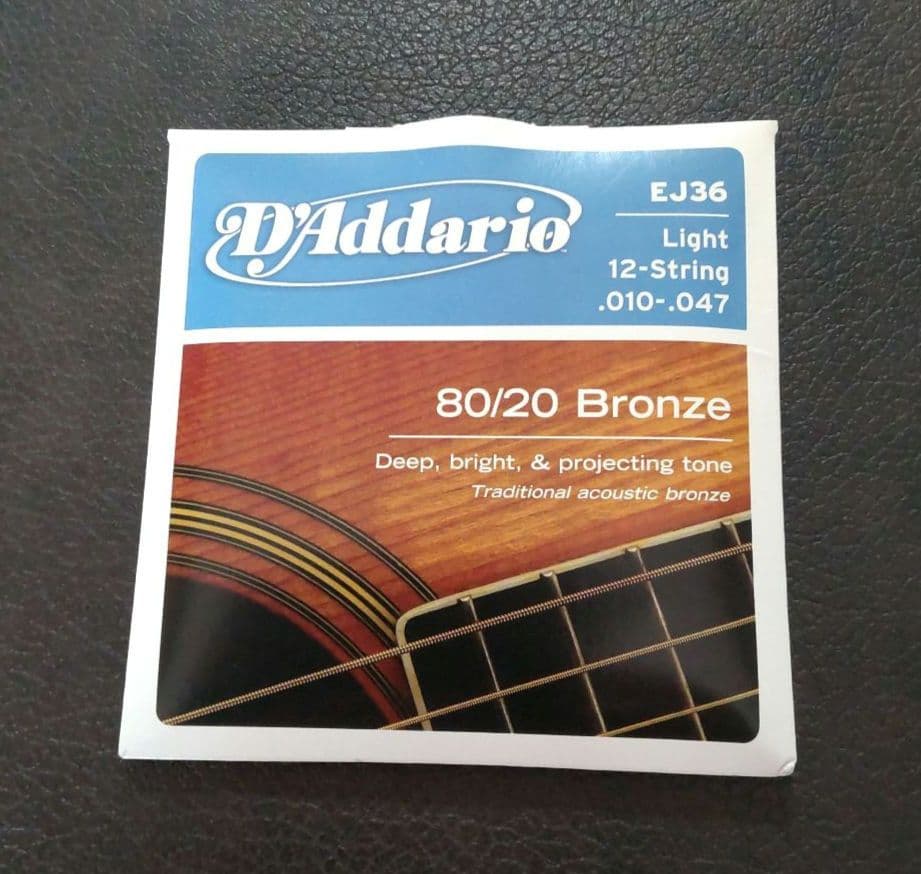 D'Addario
EJ36
Light
12-String
.010-.047
80/20 Bronze
Deep, bright, & projecting tone
Traditional acoustic bronze